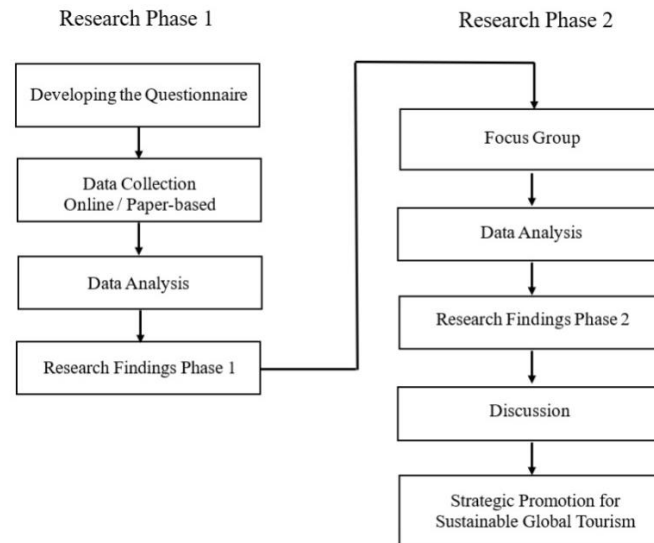 Research Phase 1
Developing the Questionnaire
Data Collection
Online / Paper-based
Data Analysis
Research Findings Phase 1
Research Phase 2
Focus Group
Data Analysis
Research Findings Phase 2
Discussion
Strategic Promotion for
Sustainable Global Tourism